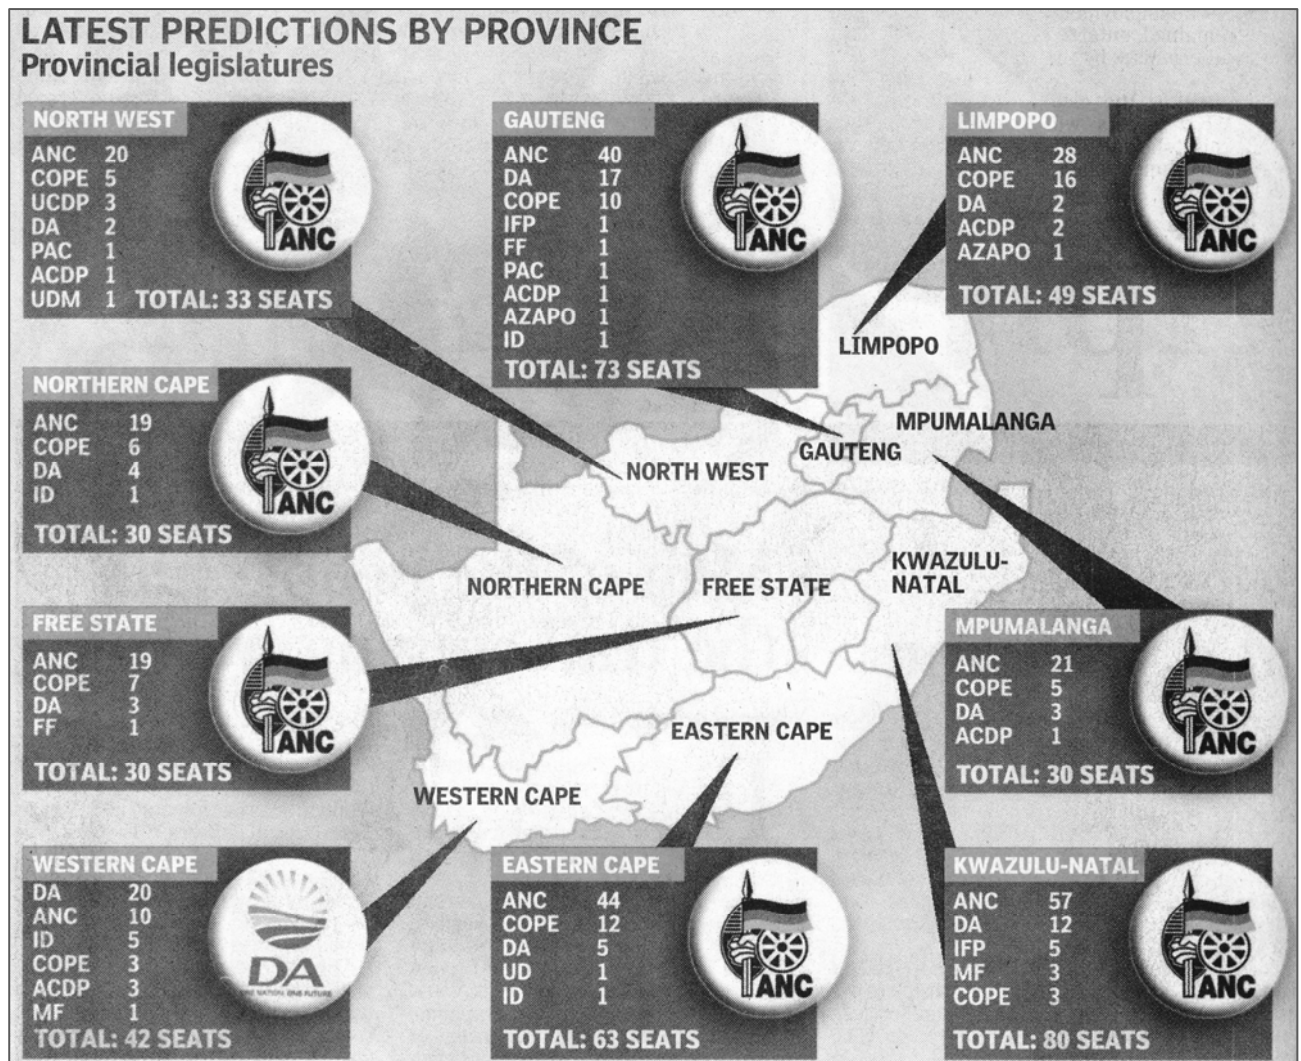 LATEST PREDICTIONS BY PROVINCE
Provincial legislatures
NORTH WEST
ANC 20
COPE 5
UCDP 3
DA 2
PAC 1
ACDP 1
UDM 1
TOTAL: 33 SEATS
ANC
GAUTENG
ANC 40
DA 17
COPE 10
IFP 1
FF 1
PAC 1
ACDP 1
AZAPO 1
ID 1
TOTAL: 73 SEATS
ANC
LIMPOPO
ANC 28
COPE 16
DA 2
ACDP 2
AZAPO 1
TOTAL: 49 SEATS
ANC
NORTHERN CAPE
ANC 19
COPE 6
DA 4
ID 1
TOTAL: 30 SEATS
ANC
LIMPOPO
MPUMALANGA
GAUTENG
NORTH WEST
KWAZULU-
NATAL
NORTHERN CAPE
FREE STATE
EASTERN CAPE
WESTERN CAPE
FREE STATE
ANC 19
COPE 7
DA 3
FF 1
TOTAL: 30 SEATS
ANC
MPUMALANGA
ANC 21
COPE 5
DA 3
ACDP 1
TOTAL: 30 SEATS
ANC
WESTERN CAPE
DA 20
ANC 10
ID 5
COPE 3
ACDP 3
MF 1
TOTAL: 42 SEATS
DA
ONE NATION. ONE FUTURE
EASTERN CAPE
ANC 44
COPE 12
DA 5
UD 1
ID 1
TOTAL: 63 SEATS
ANC
KWAZULU-NATAL
ANC 57
DA 12
IFP 5
MF 3
COPE 3
TOTAL: 80 SEATS
ANC